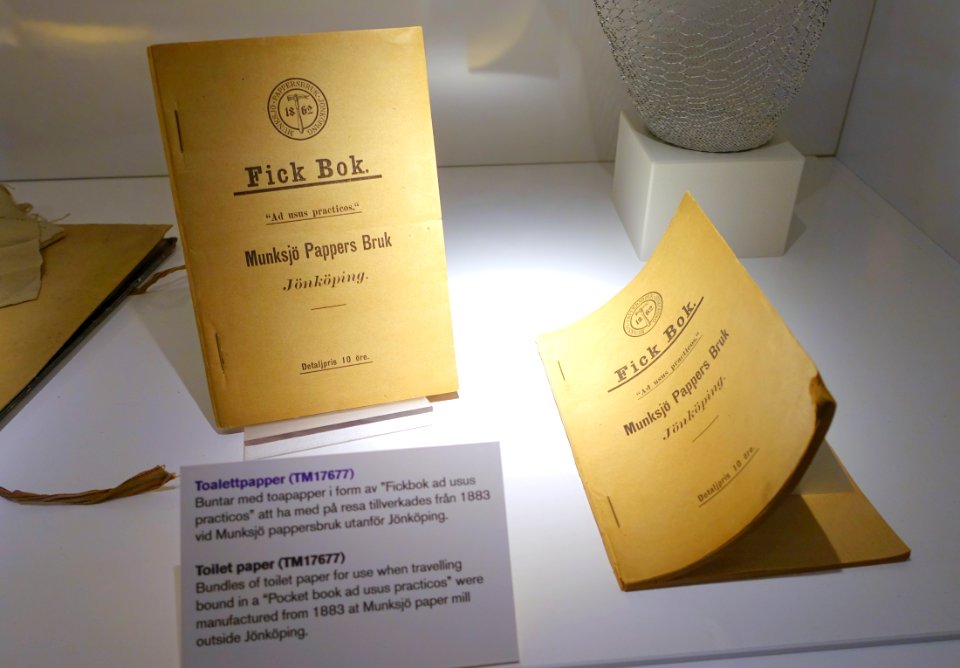 MUNKSJÖ · PAPPERSBRUK · JÖNKÖPING
1862
Fick Bok.
"Ad usus practicos."
Munksjö Pappers Bruk
Jönköping.
Detaljpris 10 öre.
1862
Fick Bok.
"Ad usus practicos."
Munksjö Pappers Bruk
Jönköping.
Detaljpris 10 öre.
Toalettpapper (TM17677)
Buntar med toapapper i form av "Fickbok ad usus
practicos" att ha med på resa tillverkades från 1883
vid Munksjö pappersbruk utanför Jönköping.
Toilet paper (TM17677)
Bundles of toilet paper for use when travelling
bound in a "Pocket book ad usus practicos" were
manufactured from 1883 at Munksjö paper mill
outside Jönköping.